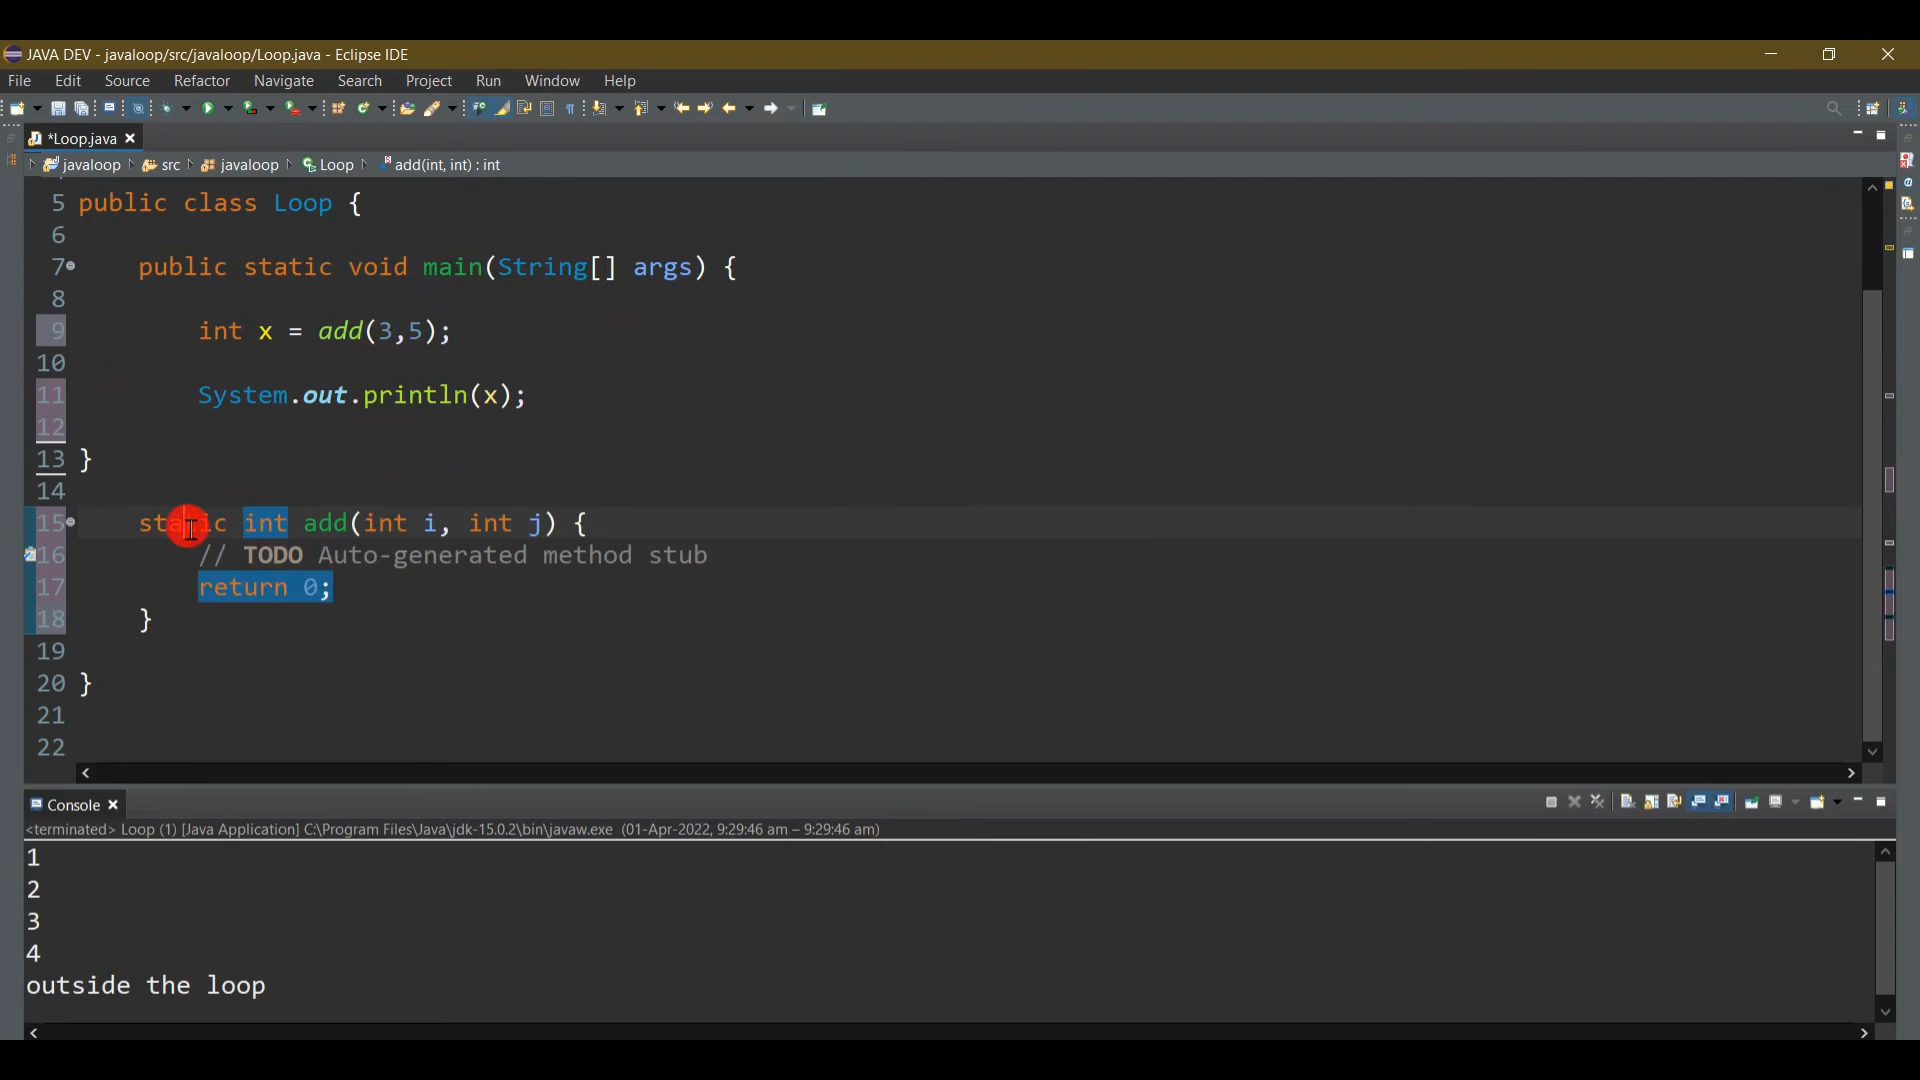 JAVA DEV - javaloop/src/javaloop/Loop.java - Eclipse IDE
File Edit Source Refactor Navigate Search Project Run Window Help
*Loop.java
javaloop src javaloop Loop add(int, int) : int
5 public class Loop {
6
7 public static void main(String[] args) {
8
9 int x = add(3,5);
10
11 System.out.println(x);
12
13 }
14
15 static int add(int i, int j) {
16 // TODO Auto-generated method stub
17 return 0;
18 }
19
20 }
21
22
Console
<terminated> Loop (1) [Java Application] C:\Program Files\Java\jdk-15.0.2\bin\javaw.exe (01-Apr-2022, 9:29:46 am – 9:29:46 am)
1
2
3
4
outside the loop